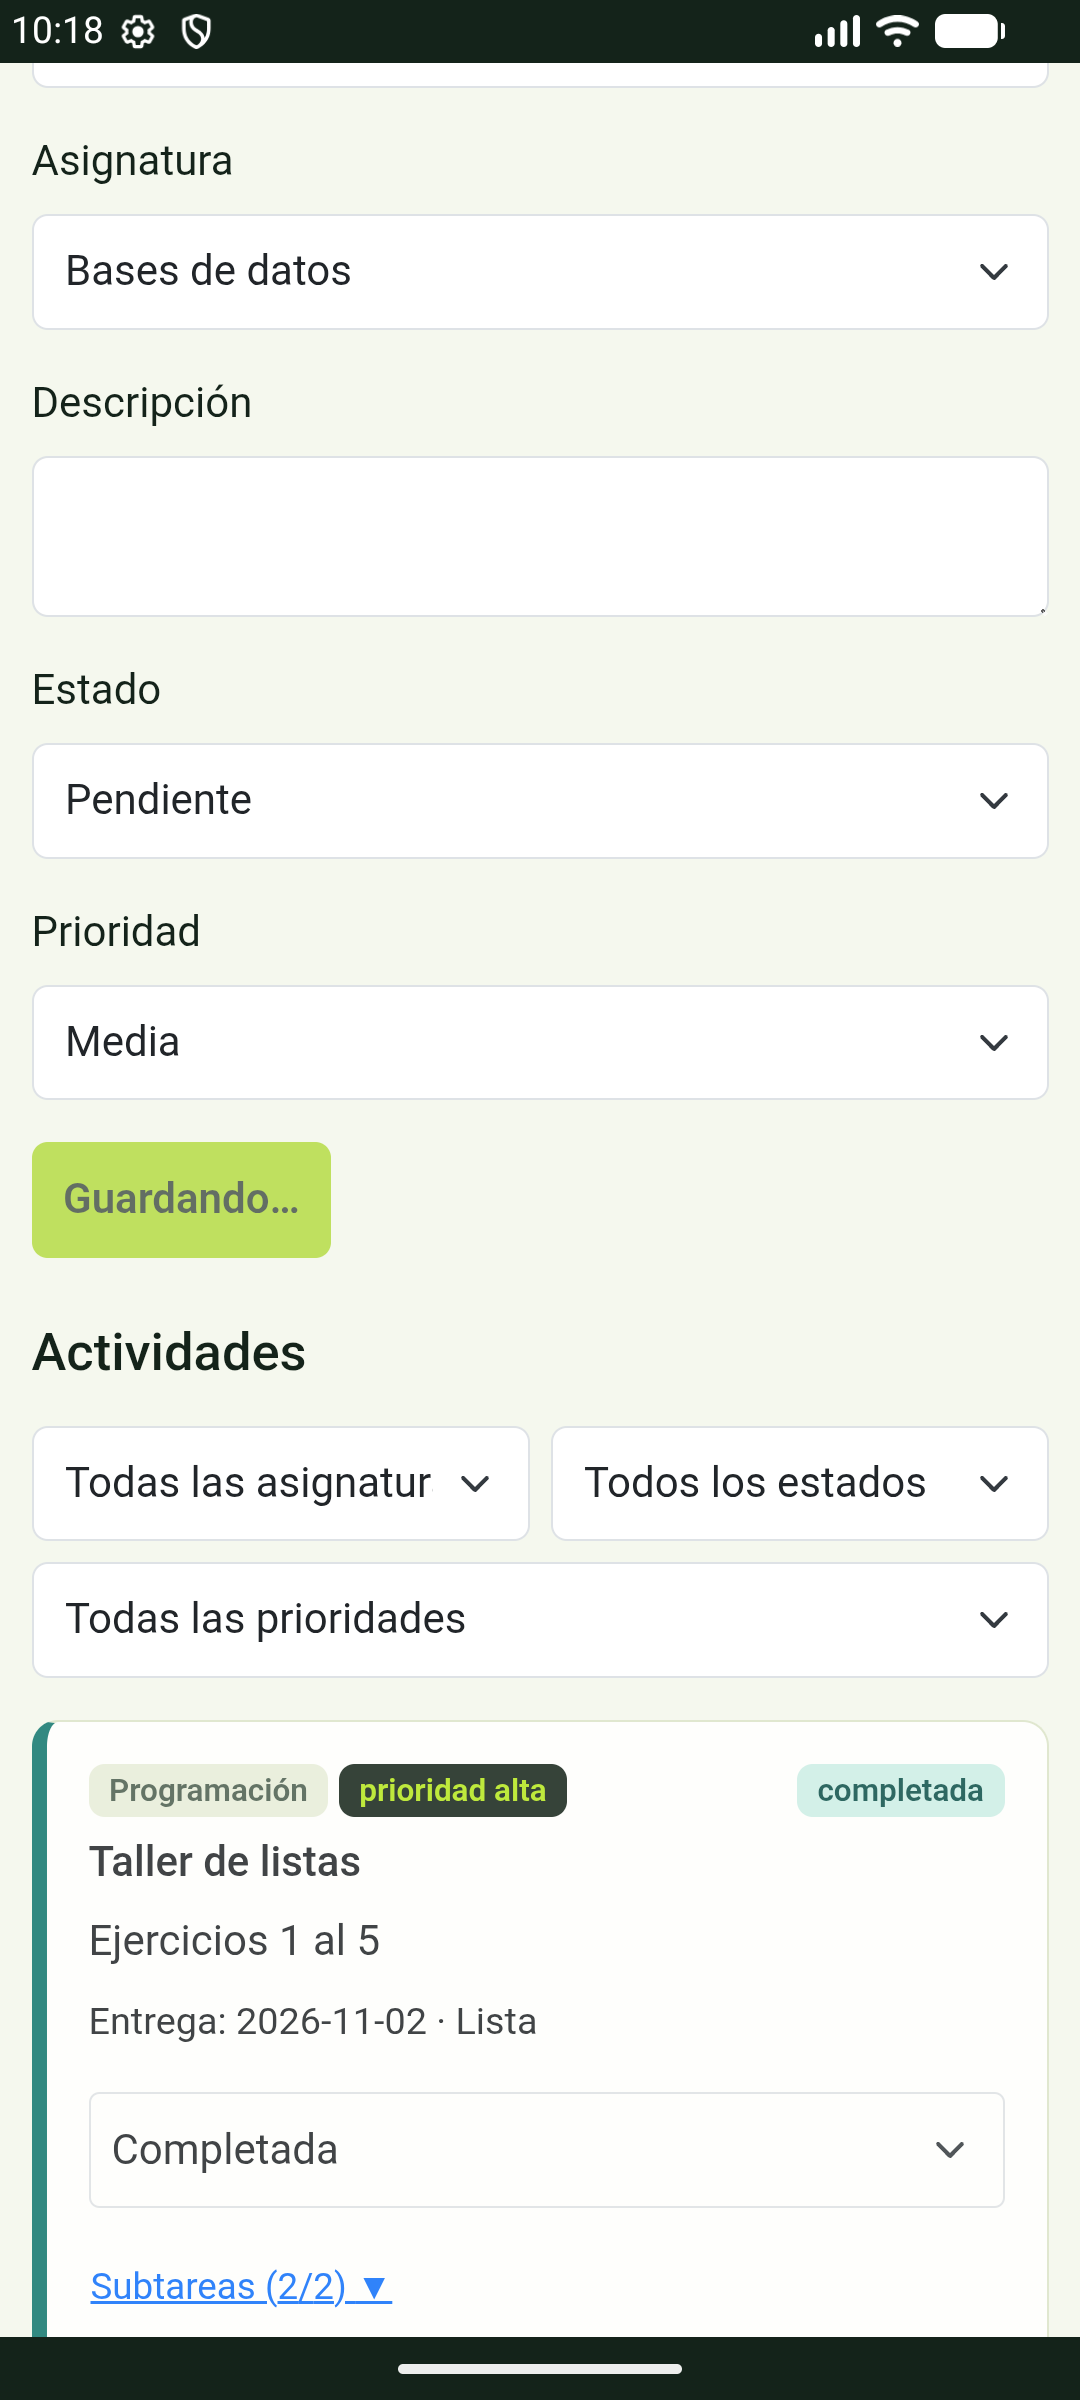 10:18
Asignatura
Bases de datos
Descripción
Estado
Pendiente
Prioridad
Media
Guardando...
Actividades
Todas las asignatur
Todos los estados
Todas las prioridades
Programación
prioridad alta
completada
Taller de listas
Ejercicios 1 al 5
Entrega: 2026-11-02 · Lista
Completada
Subtareas (2/2) ▼